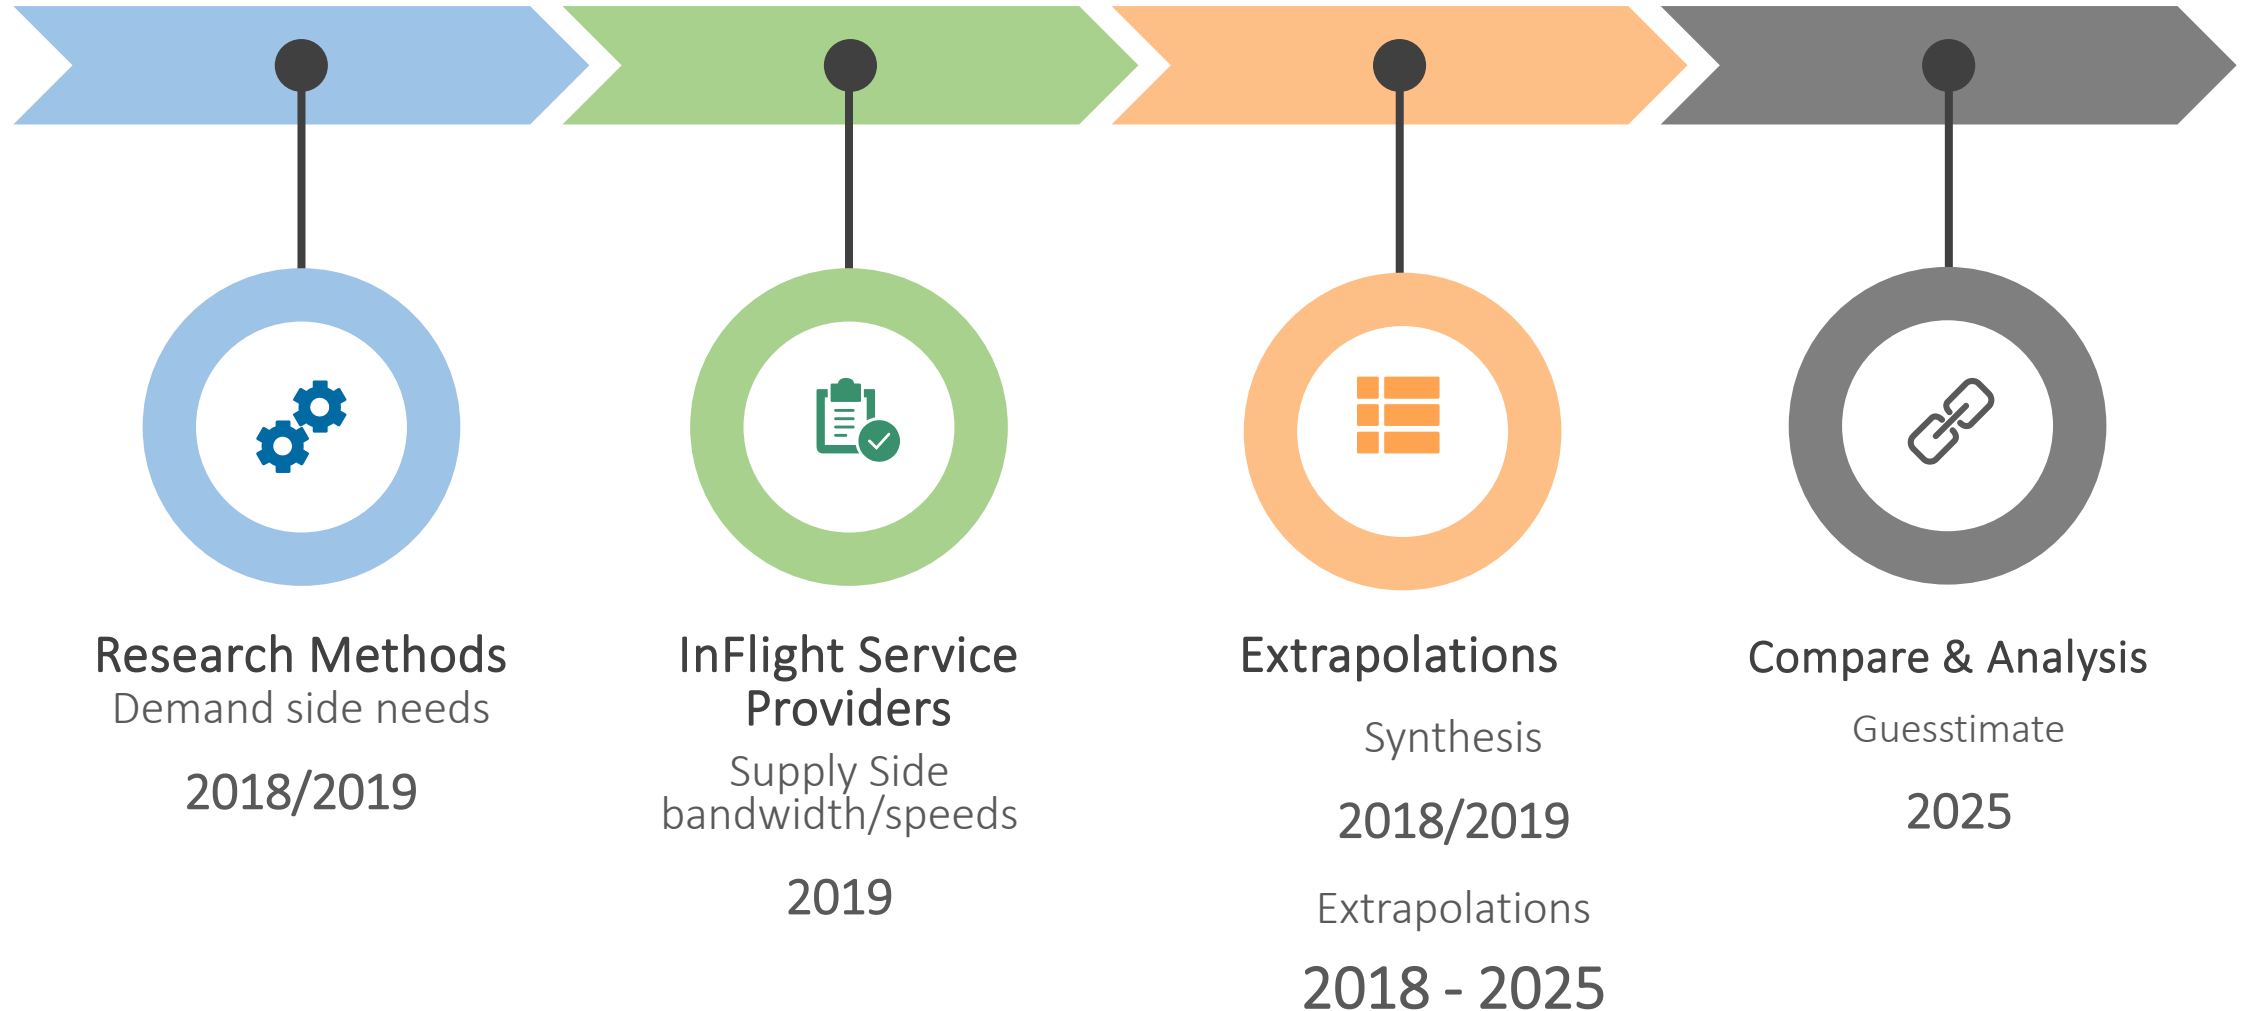 Research Methods
Demand side needs
2018/2019
InFlight Service
Providers
Supply Side
bandwidth/speeds
2019
Extrapolations
Synthesis
2018/2019
Extrapolations
2018 - 2025
Compare & Analysis
Guesstimate
2025